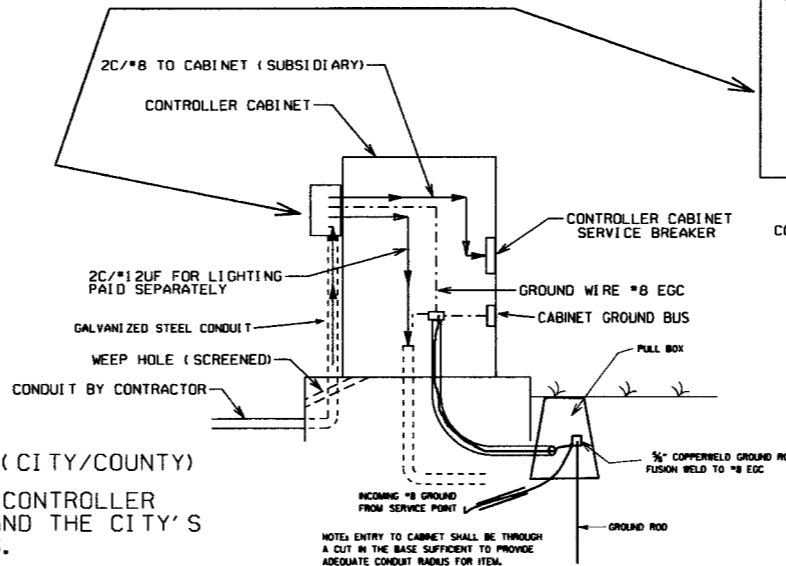 2C/#8 TO CABINET (SUBSIDIARY)
CONTROLLER CABINET
CONTROLLER CABINET
SERVICE BREAKER
2C/#12UF FOR LIGHTING
PAID SEPARATELY
GROUND WIRE #8 EGC
CABINET GROUND BUS
GALVANIZED STEEL CONDUIT
WEEP HOLE (SCREENED)
PULL BOX
CONDUIT BY CONTRACTOR
(CITY/COUNTY)
CONTROLLER
AND THE CITY'S
⅝" COPPERWELD GROUND
FUSION WELD TO #8 EGC
INCOMING #8 GROUND
FROM SERVICE POINT
GROUND ROD
NOTE: ENTRY TO CABINET SHALL BE THROUGH
A CUT IN THE BASE SUFFICIENT TO PROVIDE
ADEQUATE CONDUIT RADIUS FOR ITEM.